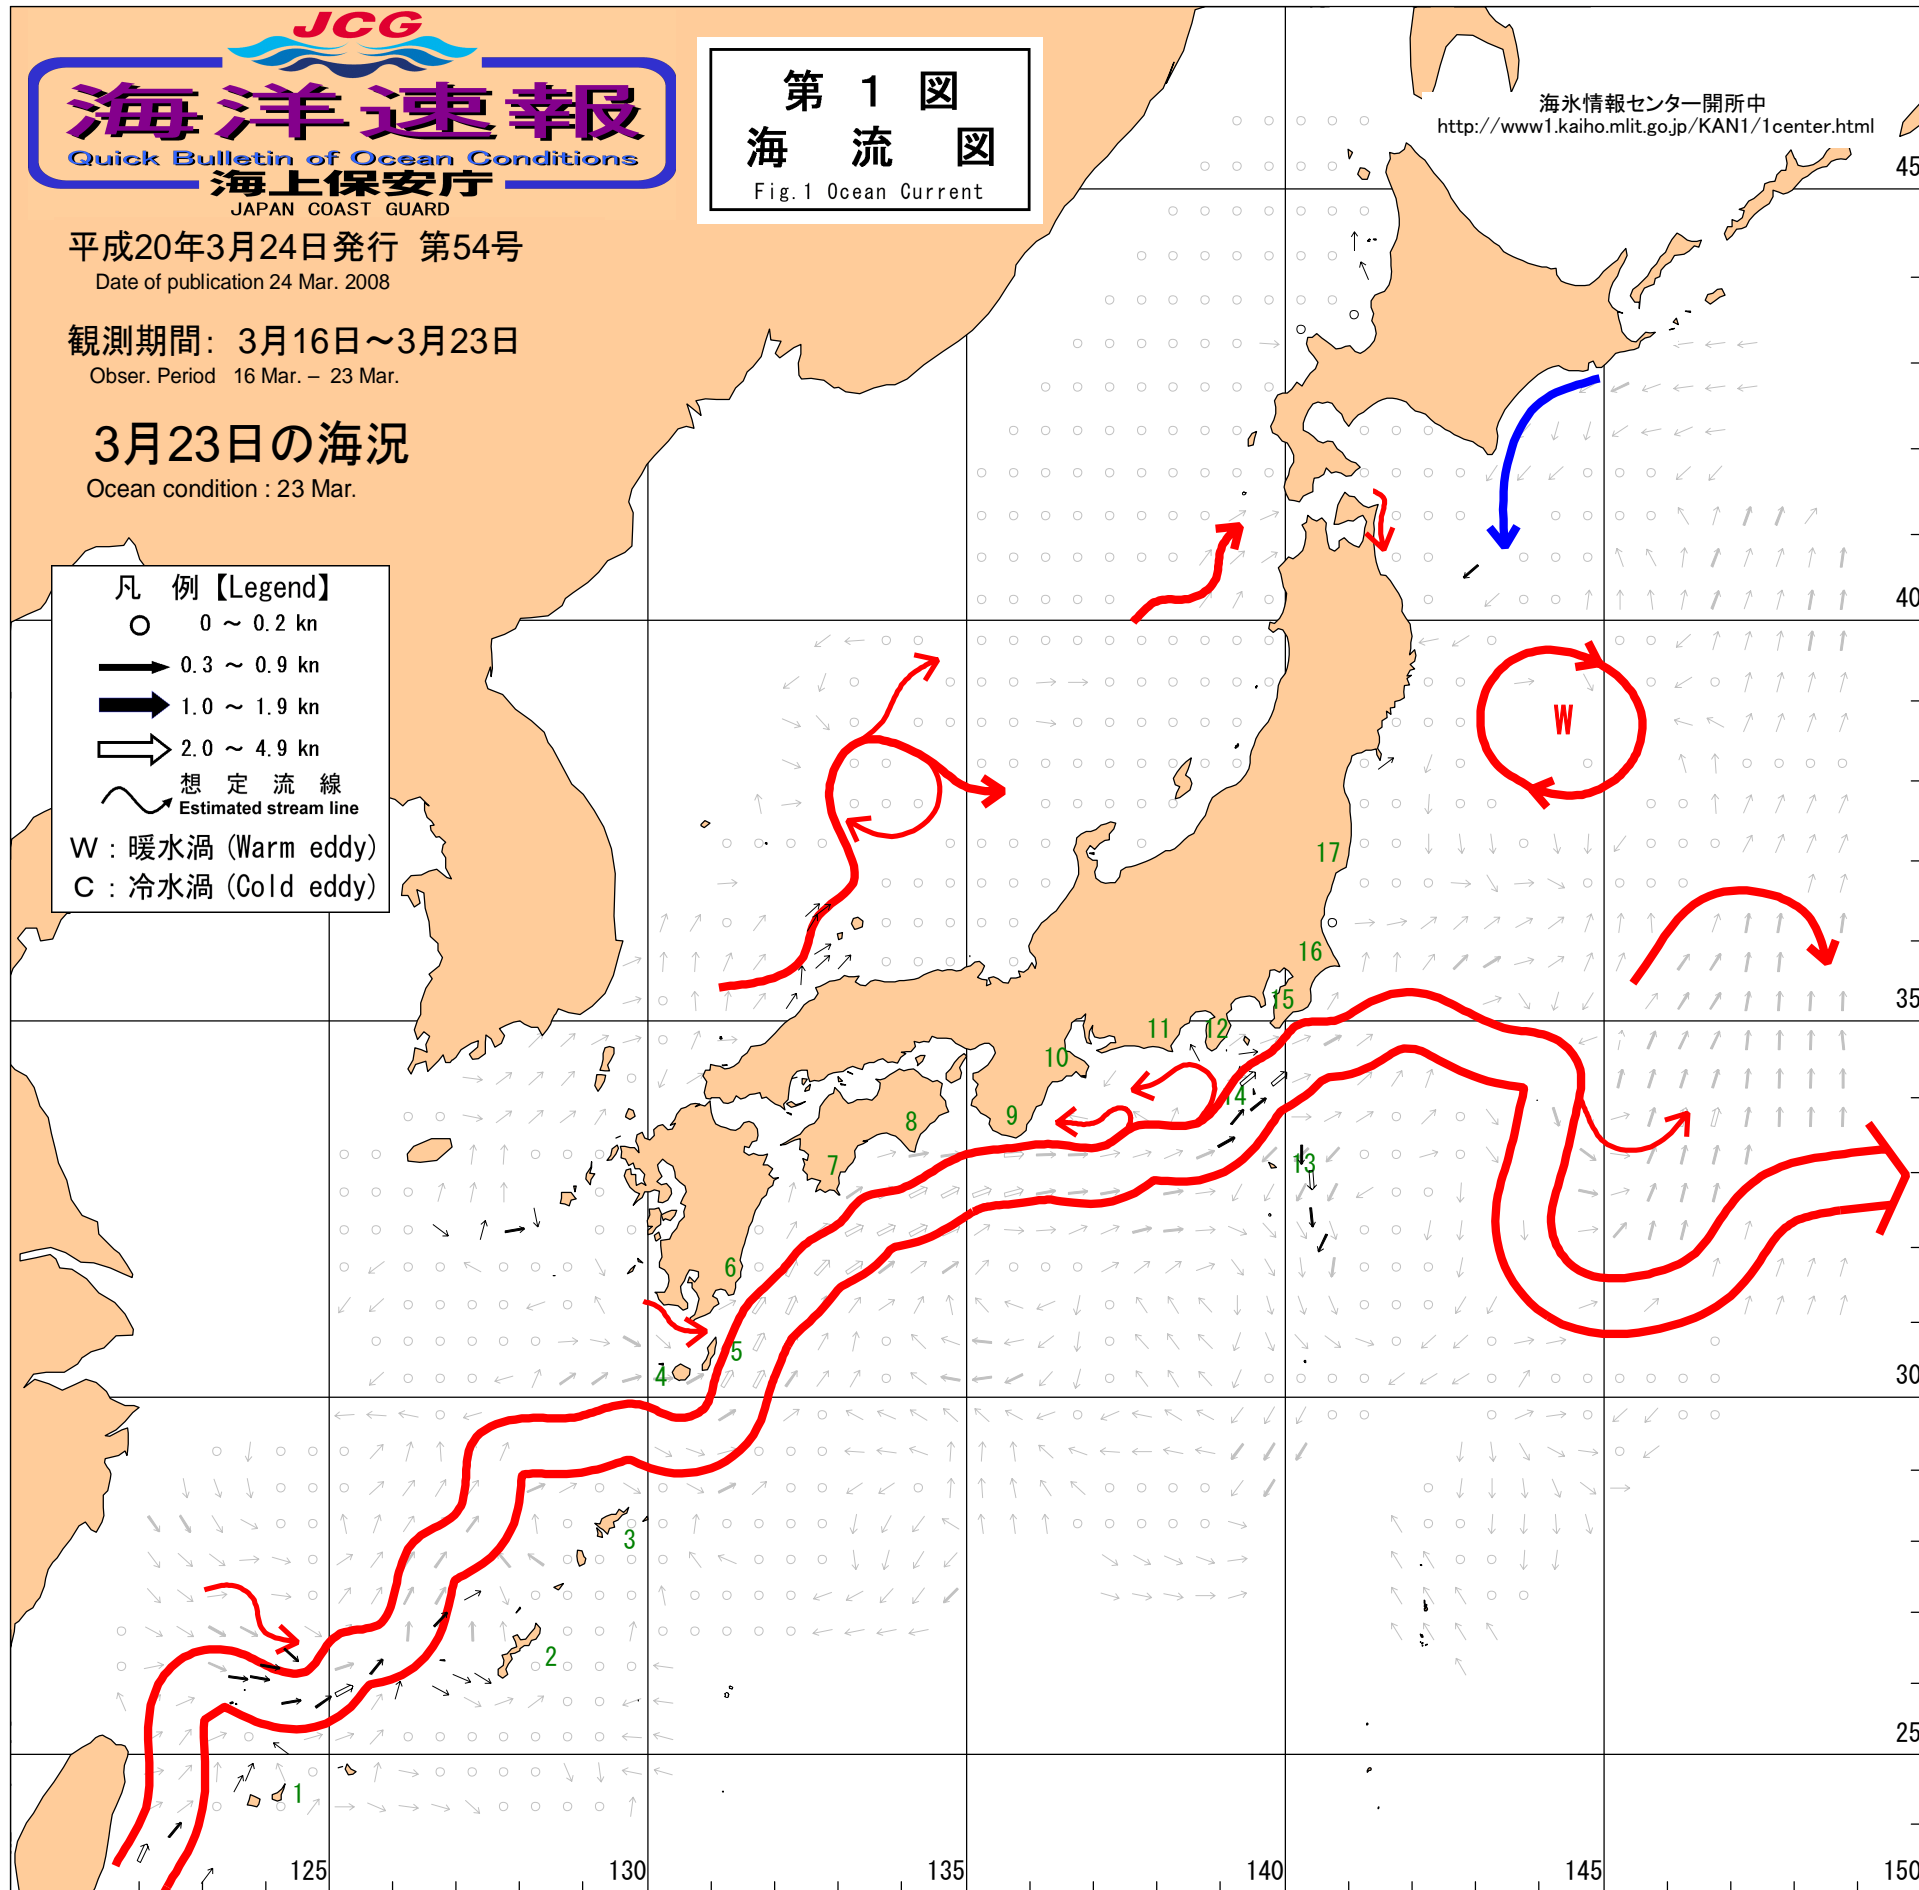 JCG
海洋速報
Quick Bulletin of Ocean Conditions
海上保安庁
JAPAN COAST GUARD
平成20年3月24日発行 第54号
Date of publication 24 Mar. 2008
観測期間: 3月16日～3月23日
Obser. Period 16 Mar. – 23 Mar.
3月23日の海況
Ocean condition : 23 Mar.
第 1 図
海 流 図
Fig.1 Ocean Current
海氷情報センター開所中
http://www1.kaiho.mlit.go.jp/KAN1/1center.html
凡 例【Legend】
0 ～ 0.2 kn
0.3 ～ 0.9 kn
1.0 ～ 1.9 kn
2.0 ～ 4.9 kn
想 定 流 線
Estimated stream line
W : 暖水渦 (Warm eddy)
C : 冷水渦 (Cold eddy)
45
40
W
17
16
35
15
12
11
10
14
9
8
13
7
6
5
4
30
3
2
25
1
125
130
135
140
145
150